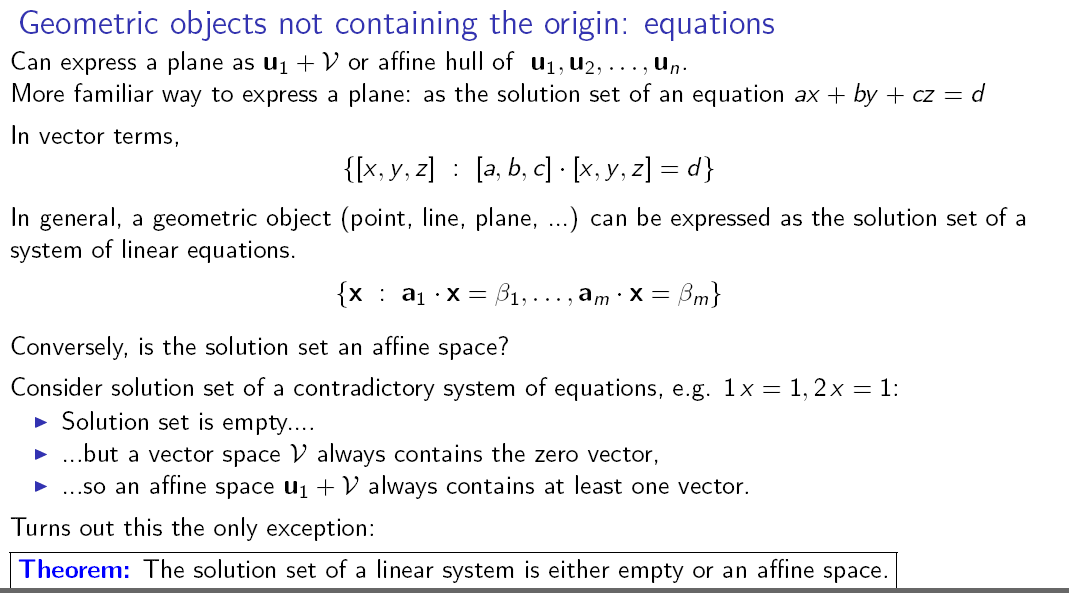 Geometric objects not containing the origin: equations
Can express a plane as u₁ + 𝒱 or affine hull of u₁, u₂, . . . , uₙ.
More familiar way to express a plane: as the solution set of an equation ax + by + cz = d
In vector terms,
{[x, y, z] : [a, b, c] · [x, y, z] = d}
In general, a geometric object (point, line, plane, ...) can be expressed as the solution set of a
system of linear equations.
{x : a₁ · x = β₁, . . . , aₘ · x = βₘ}
Conversely, is the solution set an affine space?
Consider solution set of a contradictory system of equations, e.g. 1 x = 1, 2 x = 1:
▶ Solution set is empty....
▶ ...but a vector space 𝒱 always contains the zero vector,
▶ ...so an affine space u₁ + 𝒱 always contains at least one vector.
Turns out this the only exception:
Theorem: The solution set of a linear system is either empty or an affine space.